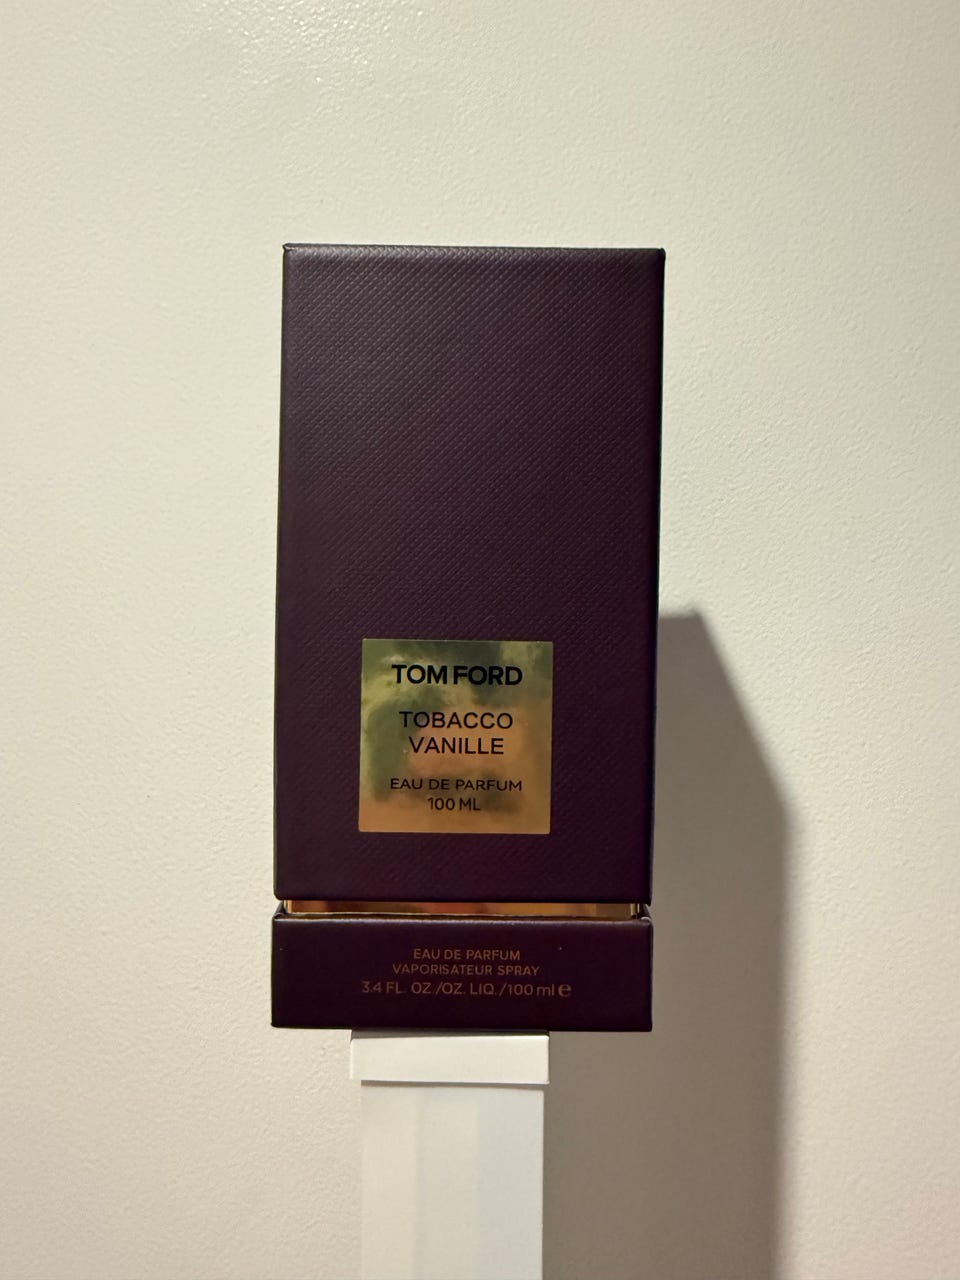 TOM FORD
TOBACCO
VANILLE
EAU DE PARFUM
100 ML
EAU DE PARFUM
VAPORISATEUR SPRAY
3.4 FL. OZ./OZ. LIQ./100 ml e